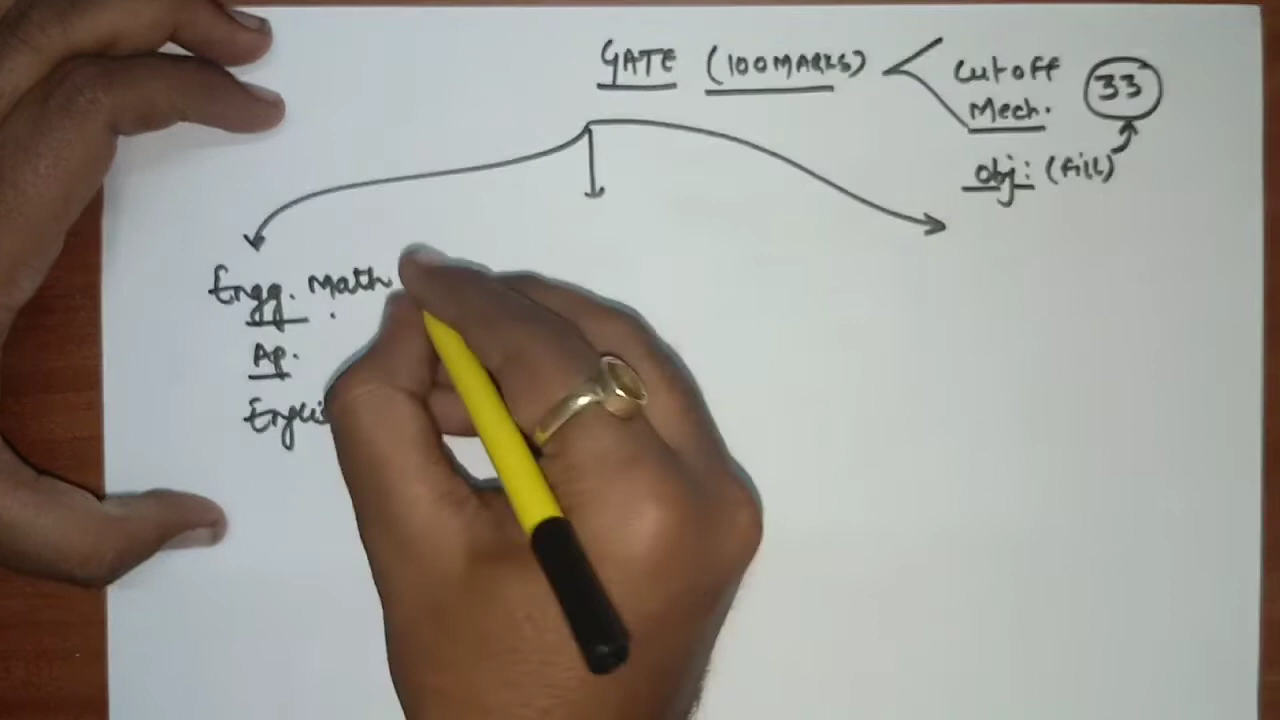 GATE (100MARKS)
Cutoff
Mech. 33
Obj: (fill)
Engg. Math
Ap.